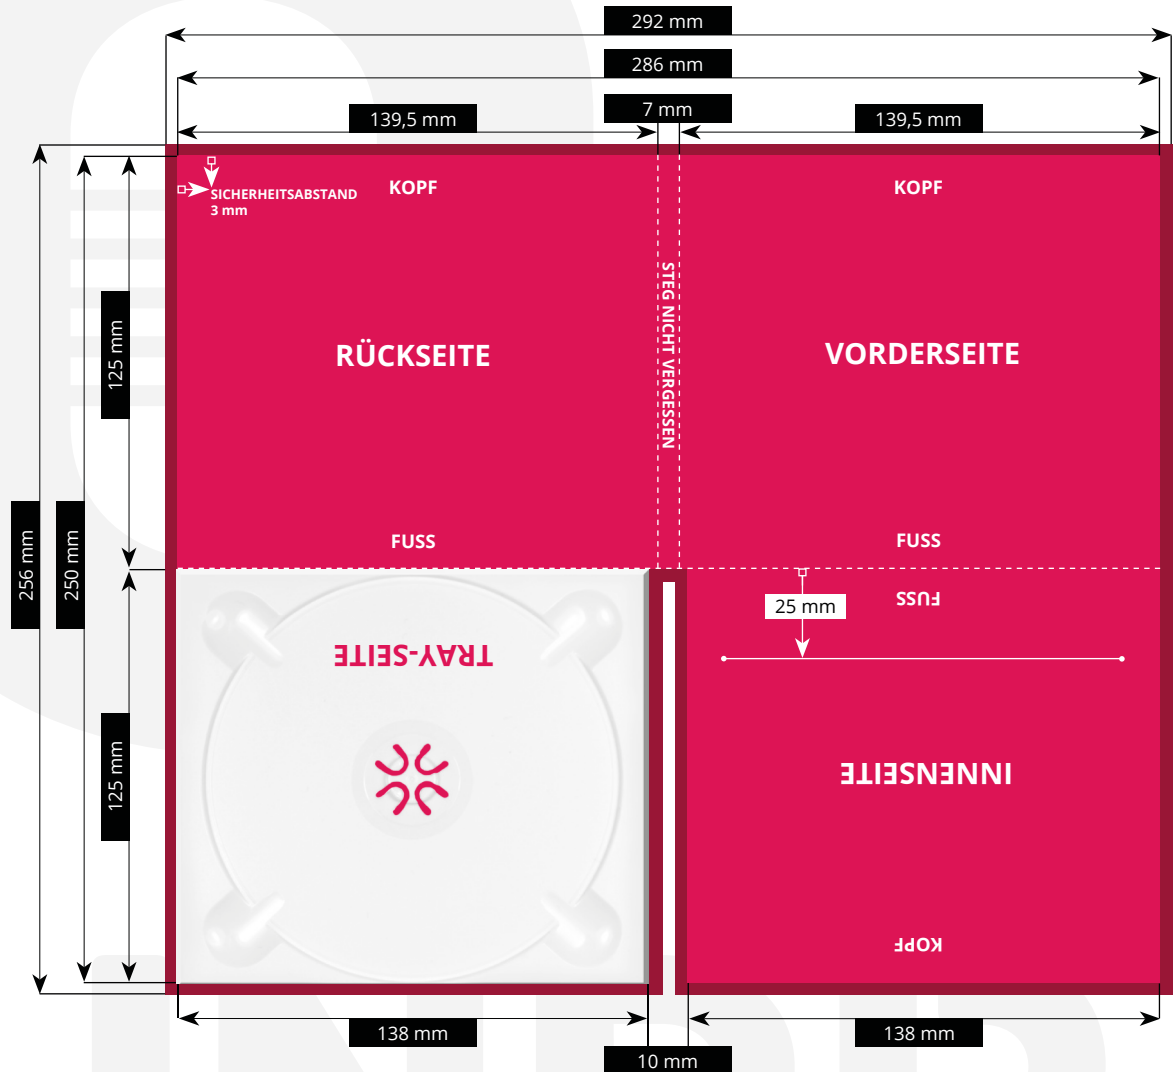 292 mm
286 mm
7 mm
139,5 mm
139,5 mm
SICHERHEITSABSTAND
3 mm
KOPF
KOPF
STEG NICHT VERGESSEN
125 mm
RÜCKSEITE
VORDERSEITE
FUSS
FUSS
256 mm
250 mm
25 mm
FUSS
TRAY-SEITE
125 mm
INNENSEITE
KOPF
138 mm
138 mm
10 mm